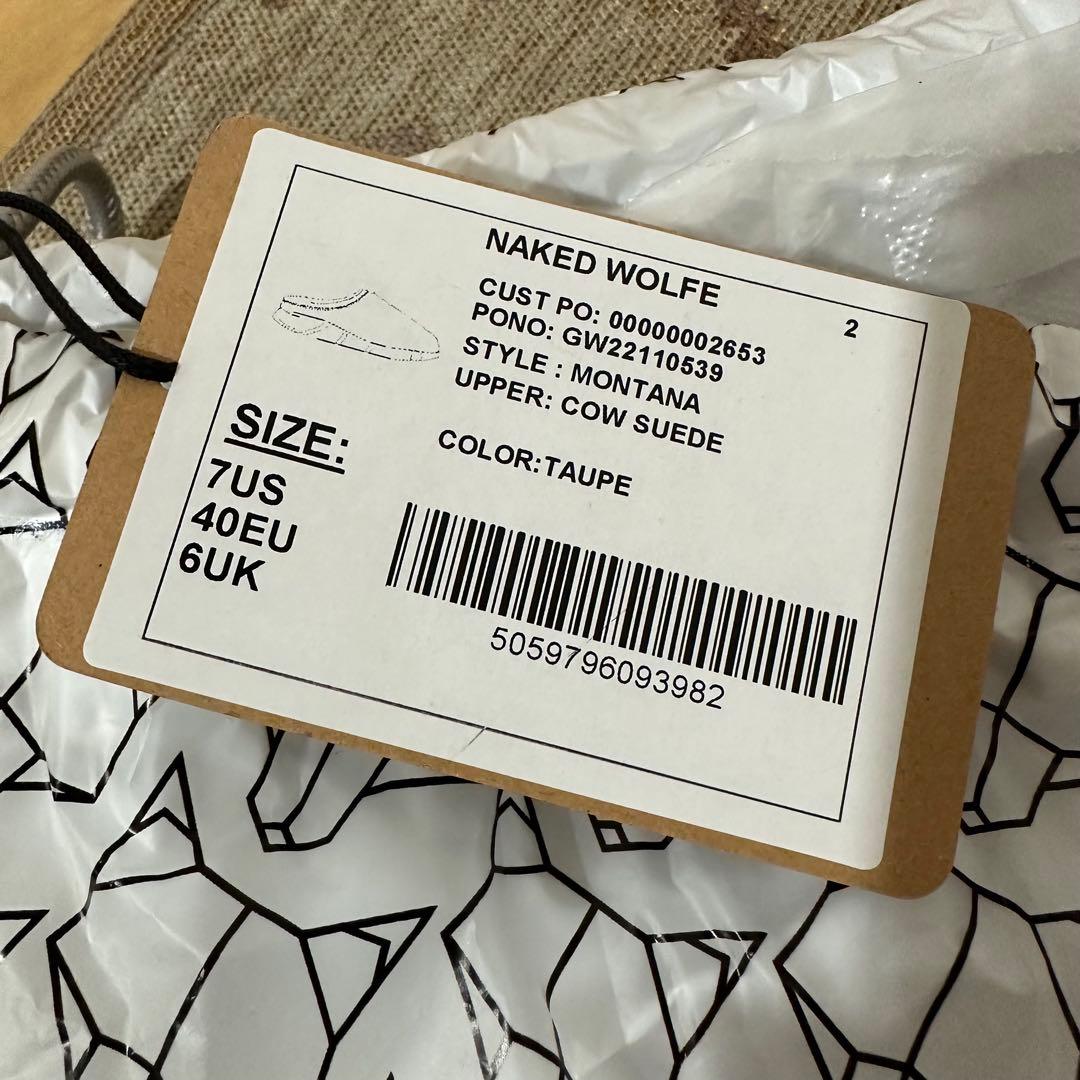 NAKED WOLFE
2
CUST PO: 00000002653
PONO: GW22110539
STYLE : MONTANA
UPPER: COW SUEDE
COLOR:TAUPE
SIZE:
7US
40EU
6UK
5059796093982